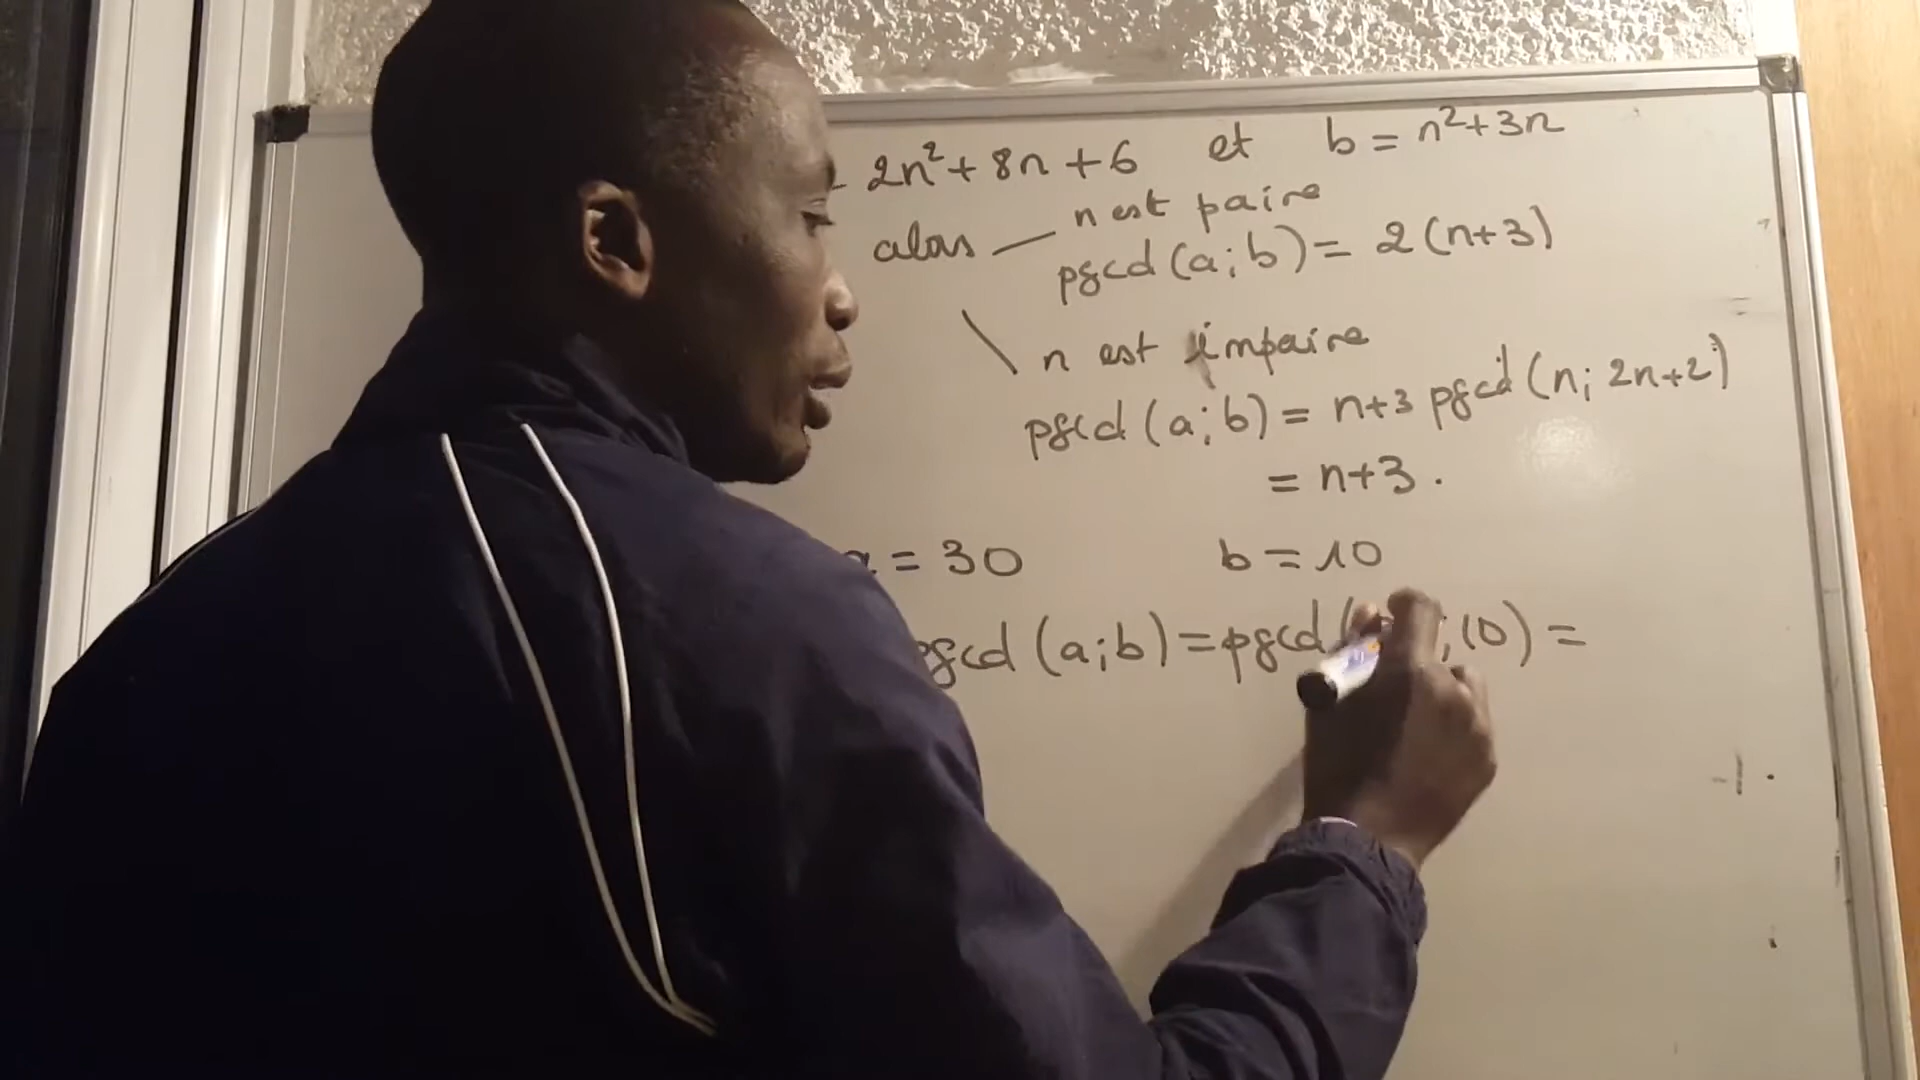 2n²+8n+6 et b = n²+3n
alors n est paire
pgcd(a;b) = 2(n+3)
n est impaire
pgcd(a;b) = n+3 pgcd(n; 2n+2)
= n+3.
= 30 b = 10
pgcd(a;b) = pgcd( ;10) =